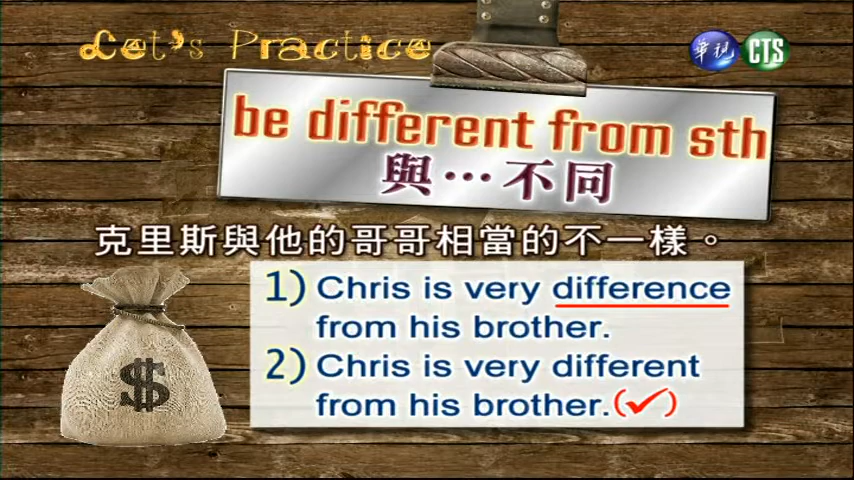 Let's Practice
華視 CTS
be different from sth
與…不同
克里斯與他的哥哥相當的不一樣。
1) Chris is very difference
from his brother.
2) Chris is very different
from his brother.(✓)
$